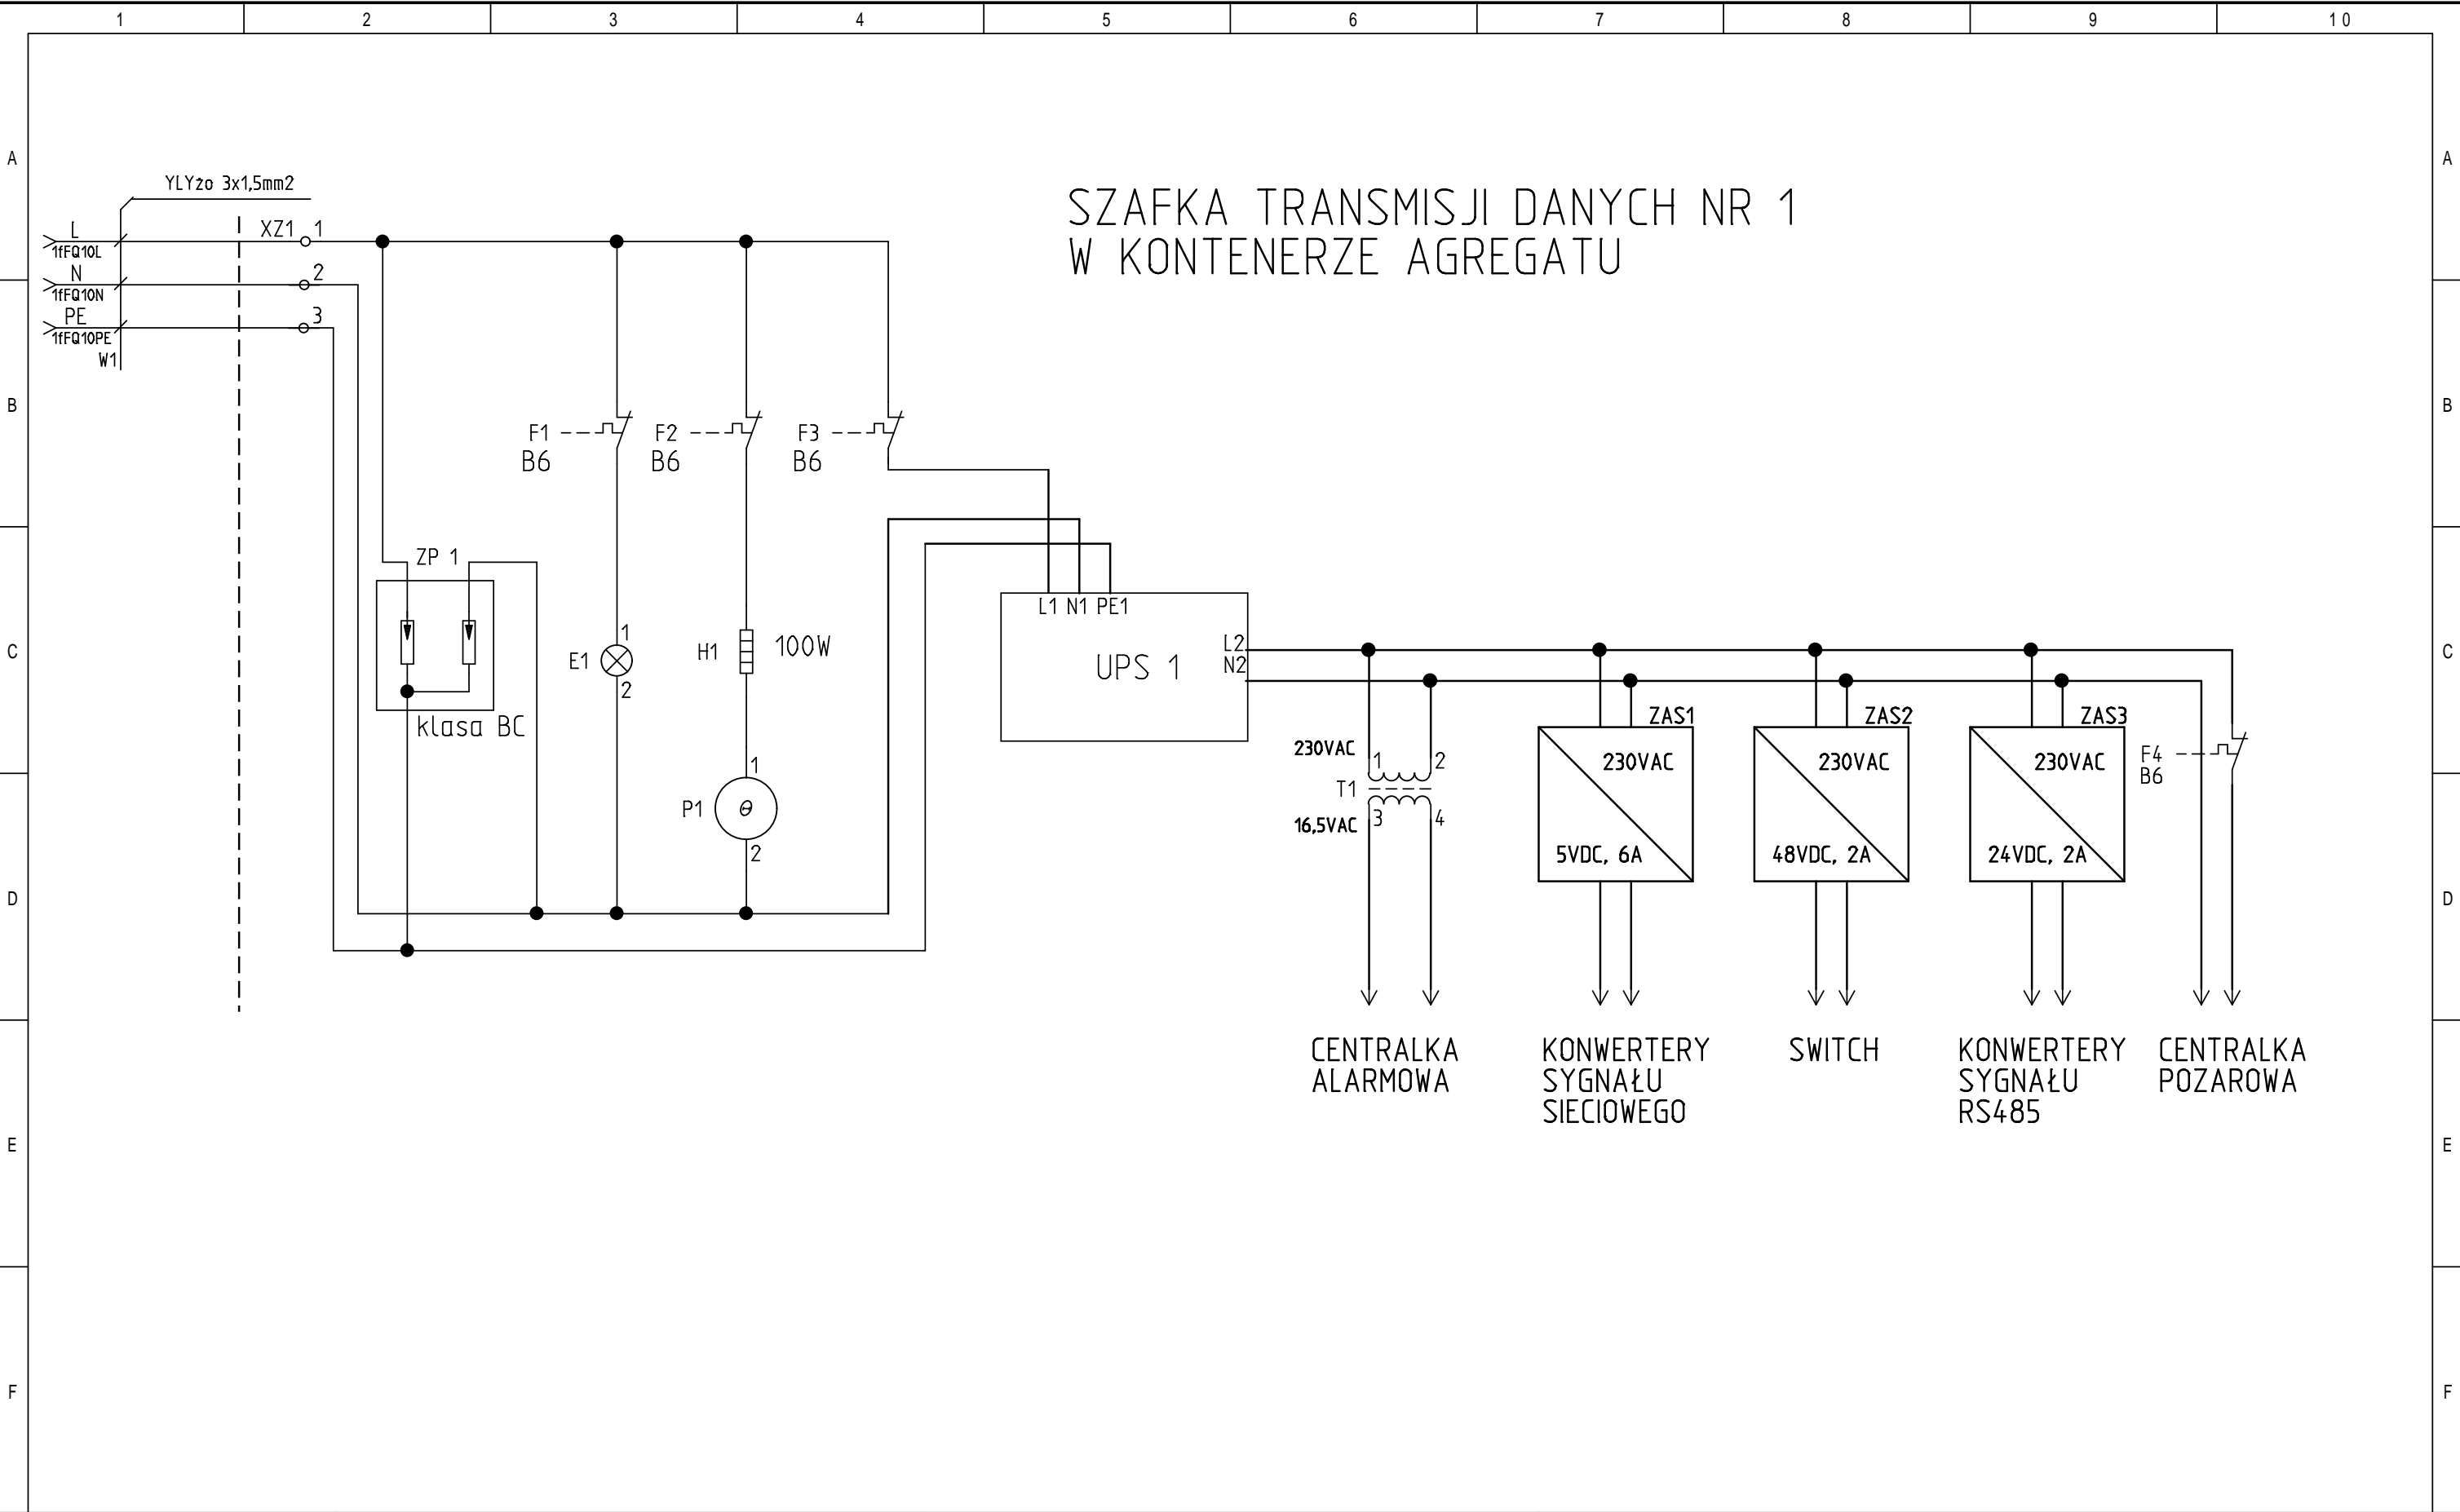 1 2 3 4 5 6 7 8 9 10
A A
YLYżo 3x1,5mm2
SZAFKA TRANSMISJI DANYCH NR 1
W KONTENERZE AGREGATU
L XZ1 1
1fFQ10L
N 2
1fFQ10N
PE 3
1fFQ10PE
W1
B B
F1 F2 F3
B6 B6 B6
ZP 1
L1 N1 PE1
E1 1
2
H1 100W
L2
N2
UPS 1
C C
klasa BC
ZAS1 ZAS2 ZAS3
230VAC 1 2
230VAC 230VAC 230VAC
F4
B6
T1
16,5VAC 3 4
P1 θ
1
2
5VDC, 6A 48VDC, 2A 24VDC, 2A
D D
CENTRALKA
ALARMOWA
KONWERTERY
SYGNAŁU
SIECIOWEGO
SWITCH
KONWERTERY
SYGNAŁU
RS485
CENTRALKA
POZAROWA
E E
F F